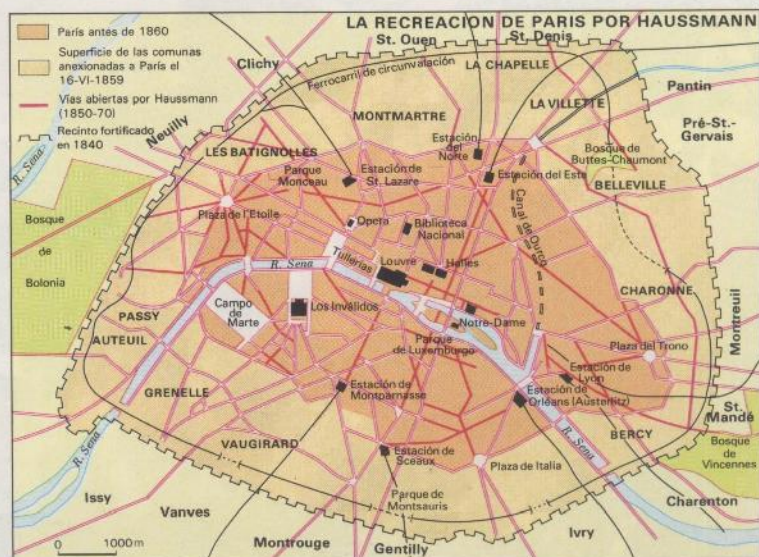 LA RECREACION DE PARIS POR HAUSSMANN
París antes de 1860
Superficie de las comunas
anexionadas a París el
16-VI-1859
Vías abiertas por Haussmann
(1850-70)
Recinto fortificado
en 1840
St. Ouen
St. Denis
Clichy
Ferrocarril de circunvalación
LA CHAPELLE
Pantin
LA VILLETTE
MONTMARTRE
Pré-St.-
Gervais
Neuilly
R. Sena
Estación
del
Norte
Bosque de
Buttes-Chaumont
LES BATIGNOLLES
Parque
Monceau
Estación de
St. Lazare
Estación del Este
BELLEVILLE
Plaza de l'Etoile
Opera
Biblioteca
Nacional
Canal de Ourcq
Bosque
de
Bolonia
Tullerías
Louvre
Halles
R. Sena
CHARONNE
Montreuil
Campo
de
Marte
Los Inválidos
PASSY
Notre-Dame
AUTEUIL
Parque
de Luxemburgo
Plaza del Trono
Estación de
Lyón
GRENELLE
Estación de
Montparnasse
Estación de
Orléans (Austerlitz)
St.
Mandé
R. Sena
VAUGIRARD
Estación de
Sceaux
BERCY
R. Sena
Bosque
de
Vincennes
Plaza de Italia
Issy
Parque de
Montsauris
Vanves
Charenton
Ivry
0 1000m
Montrouge
Gentilly